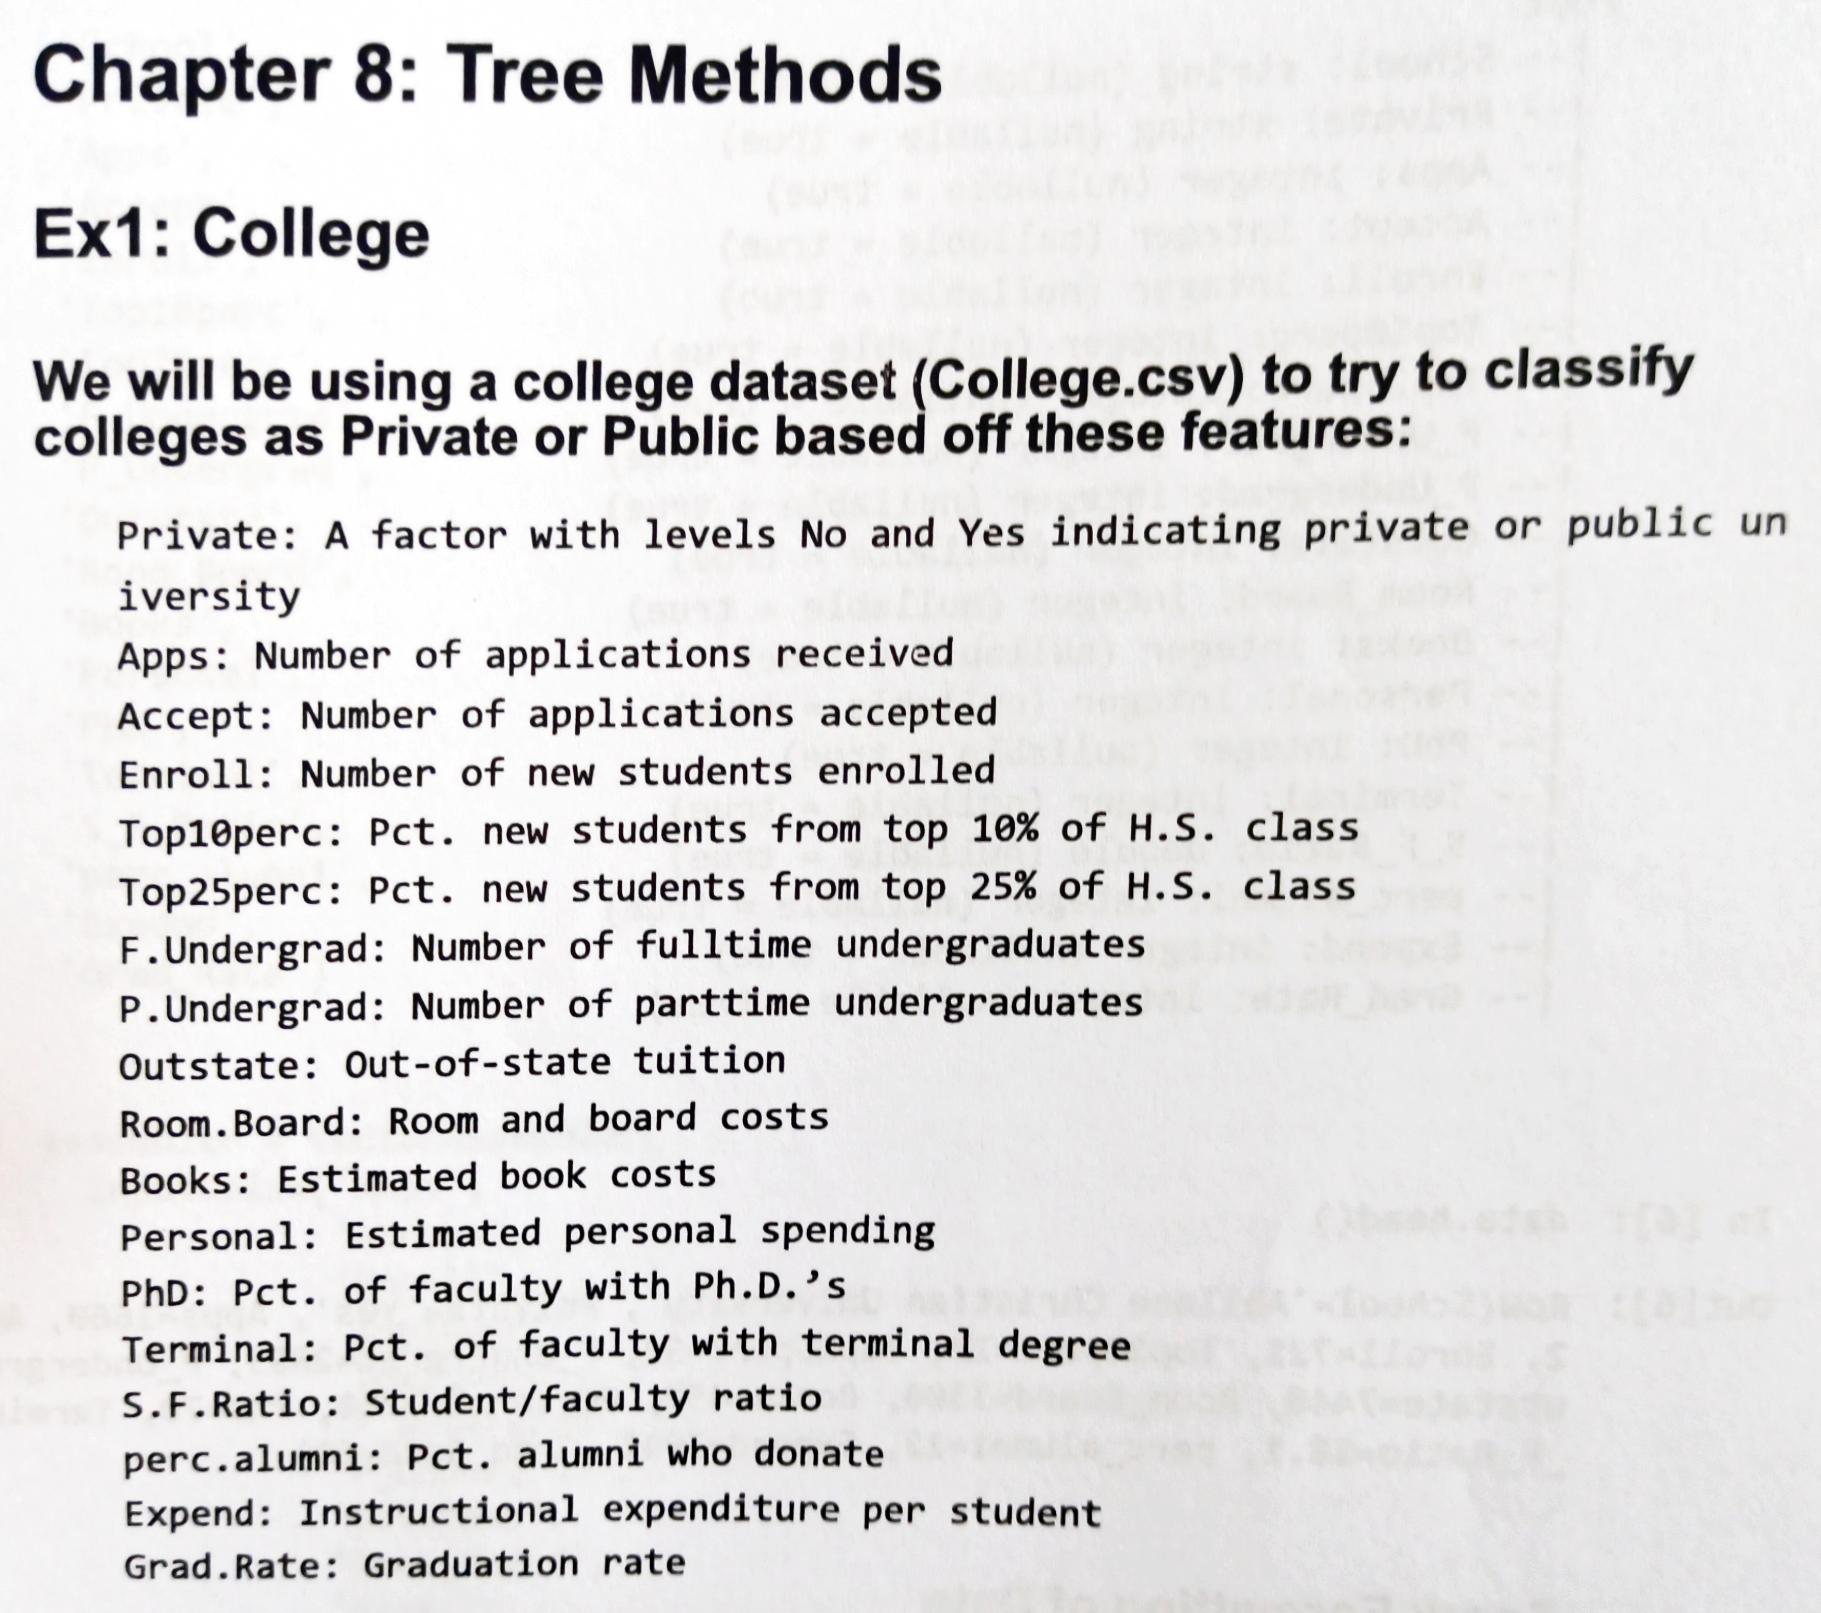 Chapter 8: Tree Methods
Ex1: College
We will be using a college dataset (College.csv) to try to classify
colleges as Private or Public based off these features:
Private: A factor with levels No and Yes indicating private or public un
iversity
Apps: Number of applications received
Accept: Number of applications accepted
Enroll: Number of new students enrolled
Top10perc: Pct. new students from top 10% of H.S. class
Top25perc: Pct. new students from top 25% of H.S. class
F.Undergrad: Number of fulltime undergraduates
P.Undergrad: Number of parttime undergraduates
Outstate: Out-of-state tuition
Room.Board: Room and board costs
Books: Estimated book costs
Personal: Estimated personal spending
PhD: Pct. of faculty with Ph.D.’s
Terminal: Pct. of faculty with terminal degree
S.F.Ratio: Student/faculty ratio
perc.alumni: Pct. alumni who donate
Expend: Instructional expenditure per student
Grad.Rate: Graduation rate